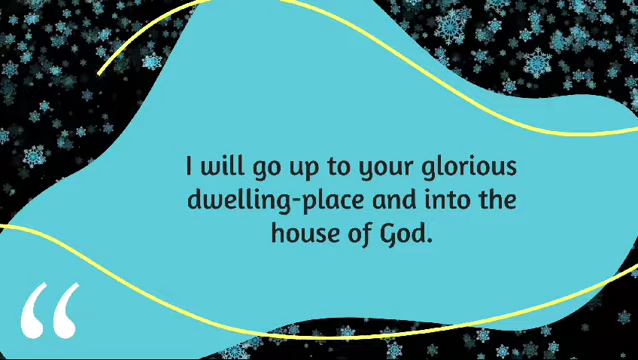 I will go up to your glorious
dwelling-place and into the
house of God.